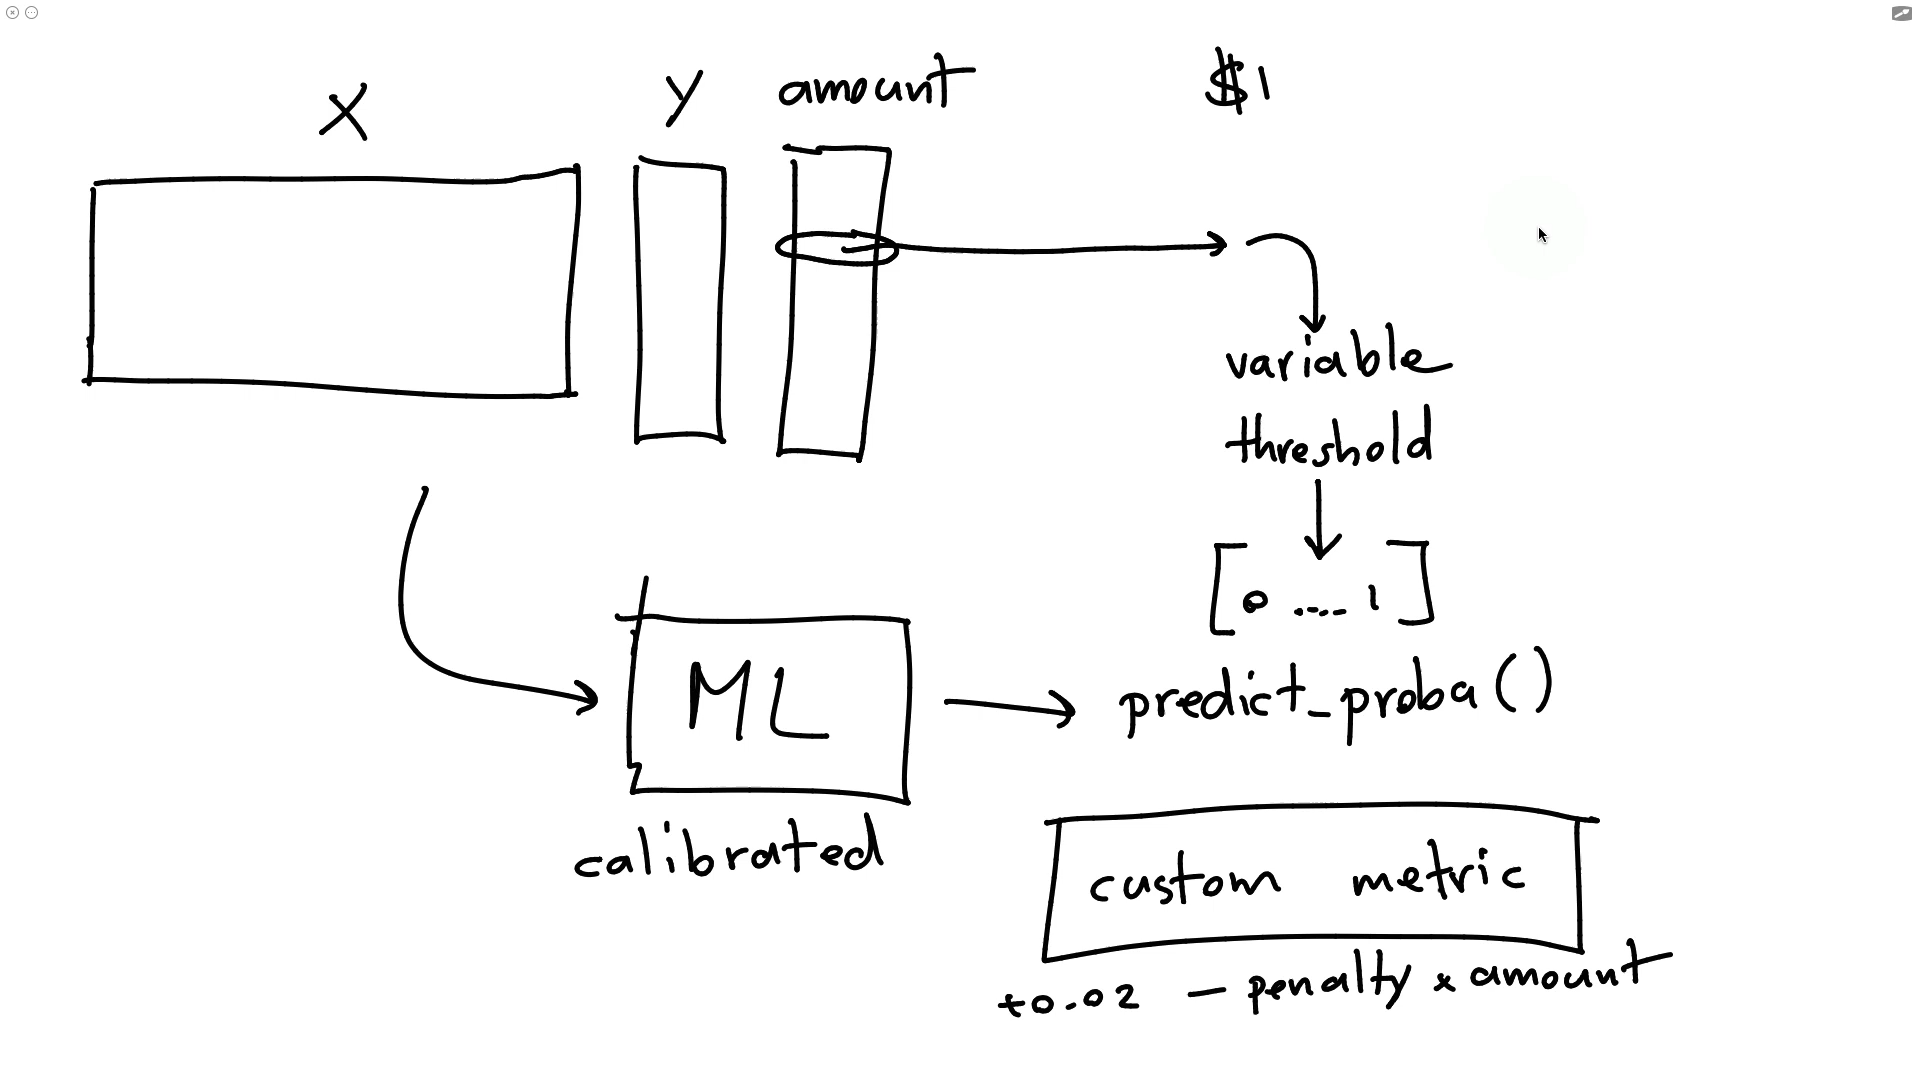 X
y
amount
$1
variable
threshold
[0 .... 1]
ML
predict_proba()
calibrated
custom metric
+0.02 - penalty x amount